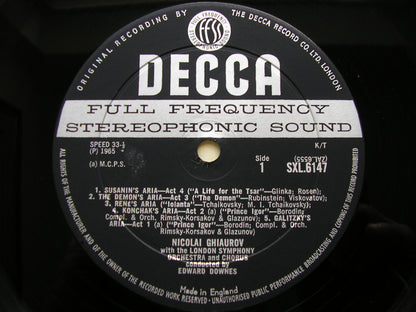 ORIGINAL RECORDING BY THE DECCA RECORD CO. LTD. LONDON
FULL FREQUENCY
ffss
STEREOPHONIC SOUND
DECCA
FULL FREQUENCY
STEREOPHONIC SOUND
SPEED 33⅓
(P) 1965
K/T
(ZAL.6555)
(a) M.C.P.S.
Side
1
SXL.6147
1. SUSANIN'S ARIA—Act 4 ("A Life for the Tsar"—Glinka; Rosen);
2. THE DEMON'S ARIA—Act 3 ("The Demon"—Rubinstein; Viskovatov);
3. RENE'S ARIA ("Iolanta"—Tchaikovsky; M. I. Tchaikovsky);
4. KONCHAK'S ARIA—Act 2 (a) ("Prince Igor"—Borodin;
Compl. & Orch. Rimsky-Korsakov & Glazunov); 5. GALITZKY'S
ARIA—Act 1 (a) ("Prince Igor"—Borodin; Compl. & Orch.
Rimsky-Korsakov & Glazunov)
NICOLAI GHIAUROV
with the LONDON SYMPHONY
ORCHESTRA AND CHORUS
conducted by
EDWARD DOWNES
Made in England
ALL RIGHTS OF THE MANUFACTURER AND OF THE OWNER OF THE RECORDED WORK RESERVED · UNAUTHORISED PUBLIC PERFORMANCE BROADCASTING AND COPYING OF THIS RECORD PROHIBITED